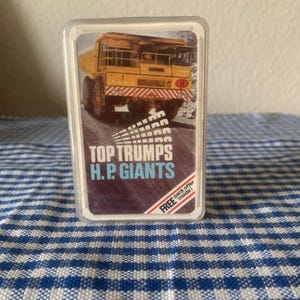 TOP TRUMPS
H.P. GIANTS
FREE